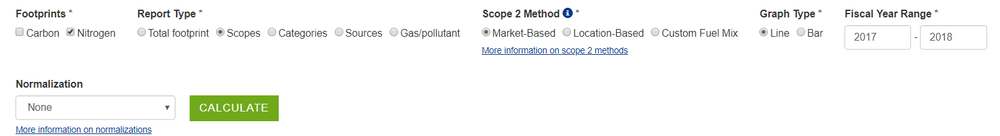 Footprints * Report Type * Scope 2 Method i * Graph Type * Fiscal Year Range *
Carbon Nitrogen Total footprint Scopes Categories Sources Gas/pollutant Market-Based Location-Based Custom Fuel Mix Line Bar 2017 - 2018
More information on scope 2 methods
Normalization
None CALCULATE
More information on normalizations